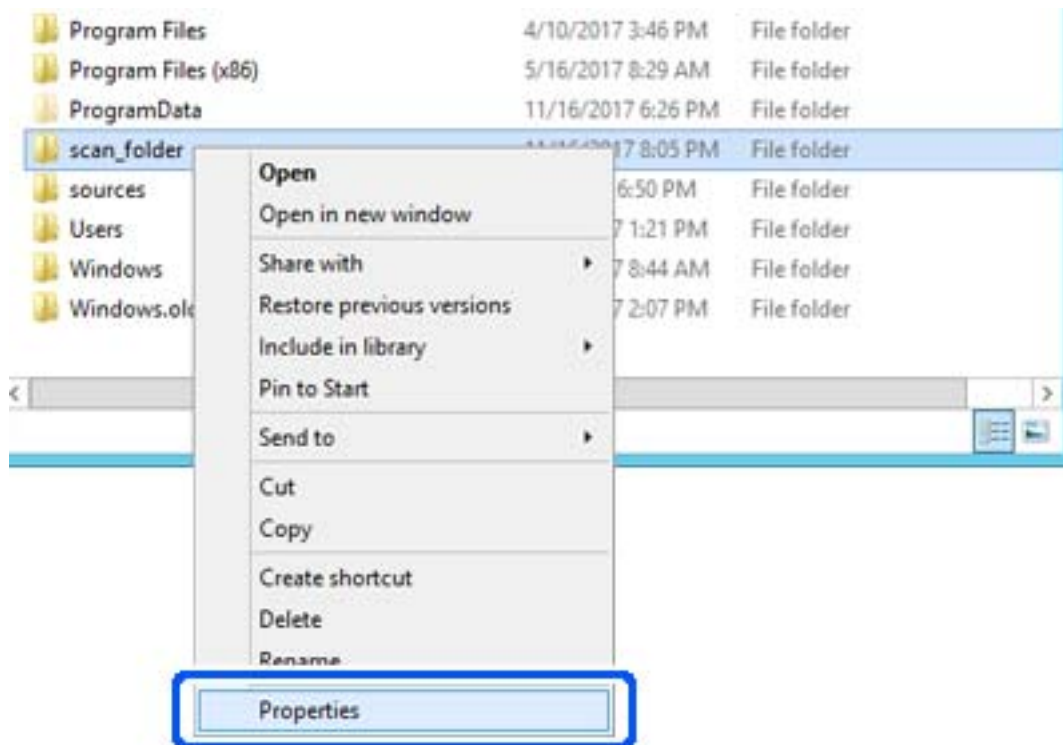 Program Files 4/10/2017 3:46 PM File folder
Program Files (x86) 5/16/2017 8:29 AM File folder
ProgramData 11/16/2017 6:26 PM File folder
scan_folder 7 8:05 PM File folder
sources 6:50 PM File folder
Users 7 1:21 PM File folder
Windows 7 8:44 AM File folder
Windows.old 7 2:07 PM File folder
Open
Open in new window
Share with
Restore previous versions
Include in library
Pin to Start
Send to
Cut
Copy
Create shortcut
Delete
Rename
Properties